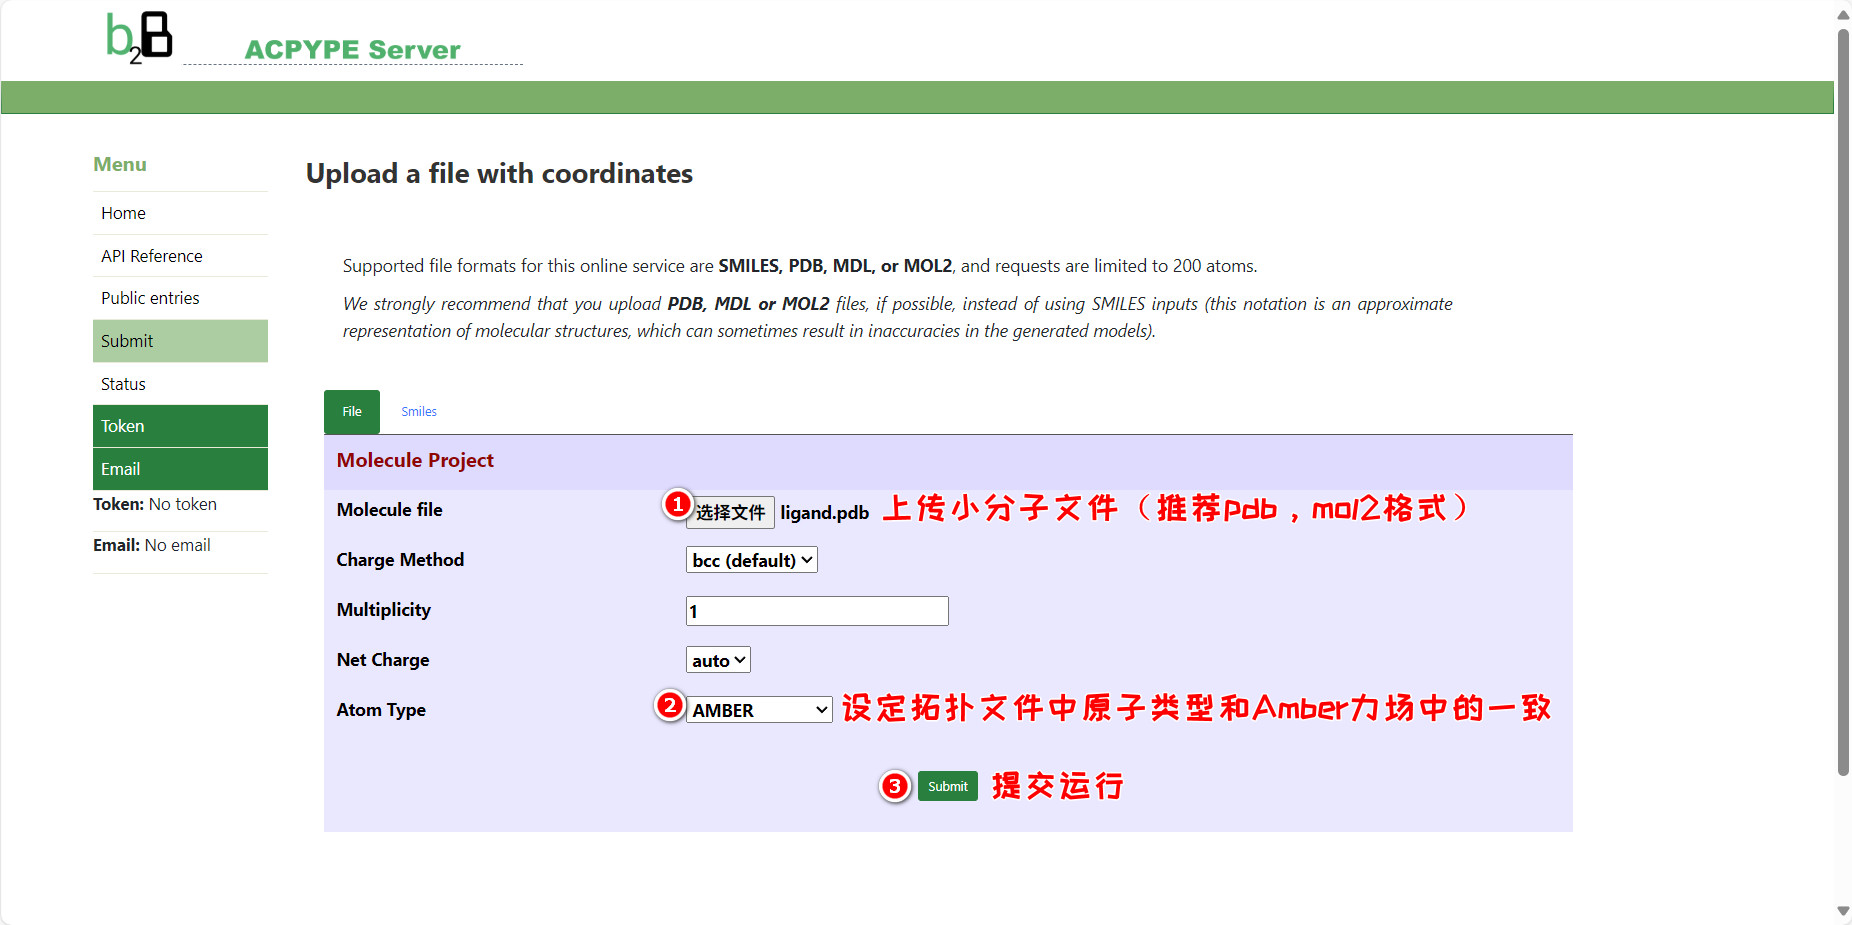 b2B
ACPYPE Server
Menu
Home
API Reference
Public entries
Submit
Status
Token
Email
Token: No token
Email: No email
Upload a file with coordinates
Supported file formats for this online service are SMILES, PDB, MDL, or MOL2, and requests are limited to 200 atoms.
We strongly recommend that you upload PDB, MDL or MOL2 files, if possible, instead of using SMILES inputs (this notation is an approximate
representation of molecular structures, which can sometimes result in inaccuracies in the generated models).
File Smiles
Molecule Project
Molecule file 1 选择文件 ligand.pdb 上传小分子文件（推荐pdb，mol2格式）
Charge Method bcc (default)
Multiplicity 1
Net Charge auto
Atom Type 2 AMBER 设定拓扑文件中原子类型和Amber力场中的一致
3 Submit 提交运行